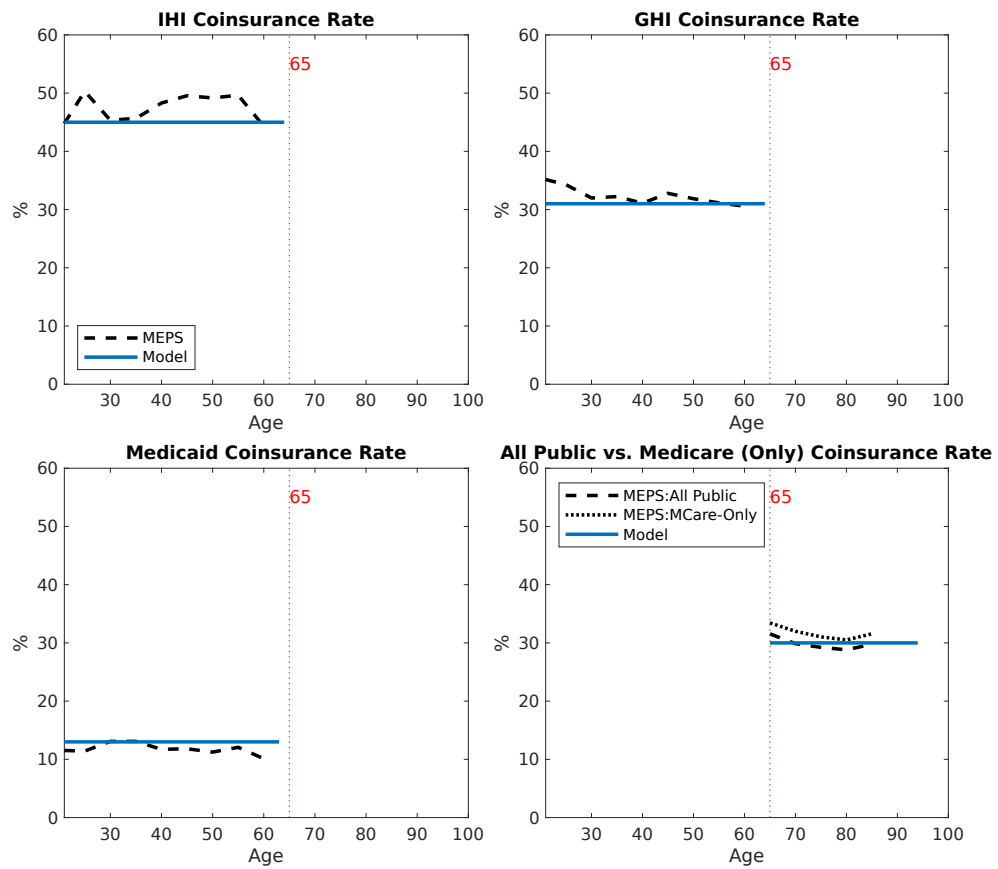 IHI Coinsurance Rate
60
50
40
30
20
10
0
%
65
MEPS
Model
30 40 50 60 70 80 90 100
Age
GHI Coinsurance Rate
60
50
40
30
20
10
0
%
65
30 40 50 60 70 80 90 100
Age
Medicaid Coinsurance Rate
60
50
40
30
20
10
0
%
65
30 40 50 60 70 80 90 100
Age
All Public vs. Medicare (Only) Coinsurance Rate
60
50
40
30
20
10
0
%
MEPS:All Public
MEPS:MCare-Only
Model
65
30 40 50 60 70 80 90 100
Age